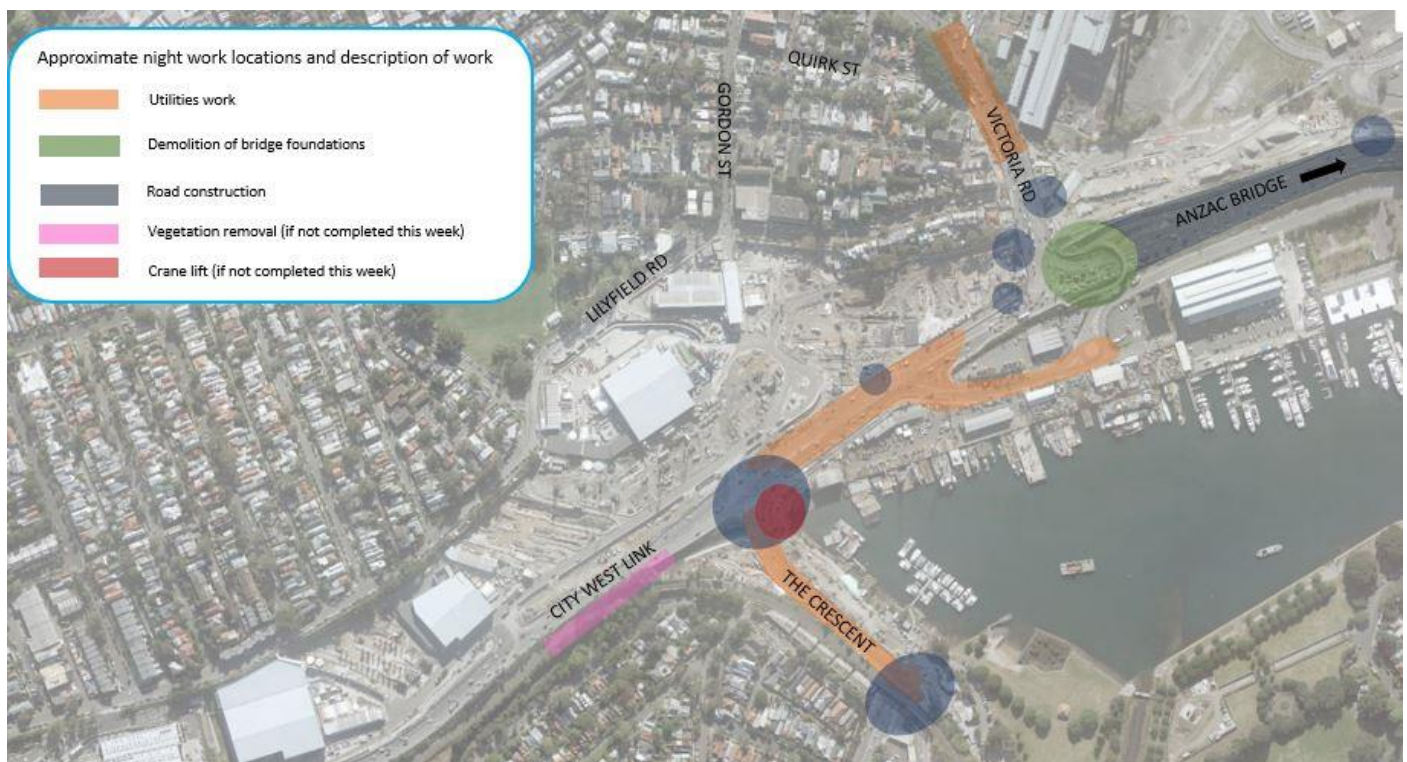 Approximate night work locations and description of work
Utilities work
Demolition of bridge foundations
Road construction
Vegetation removal (if not completed this week)
Crane lift (if not completed this week)
QUIRK ST
GORDON ST
VICTORIA RD
ANZAC BRIDGE
LILYFIELD RD
CITY WEST LINK
THE CRESCENT